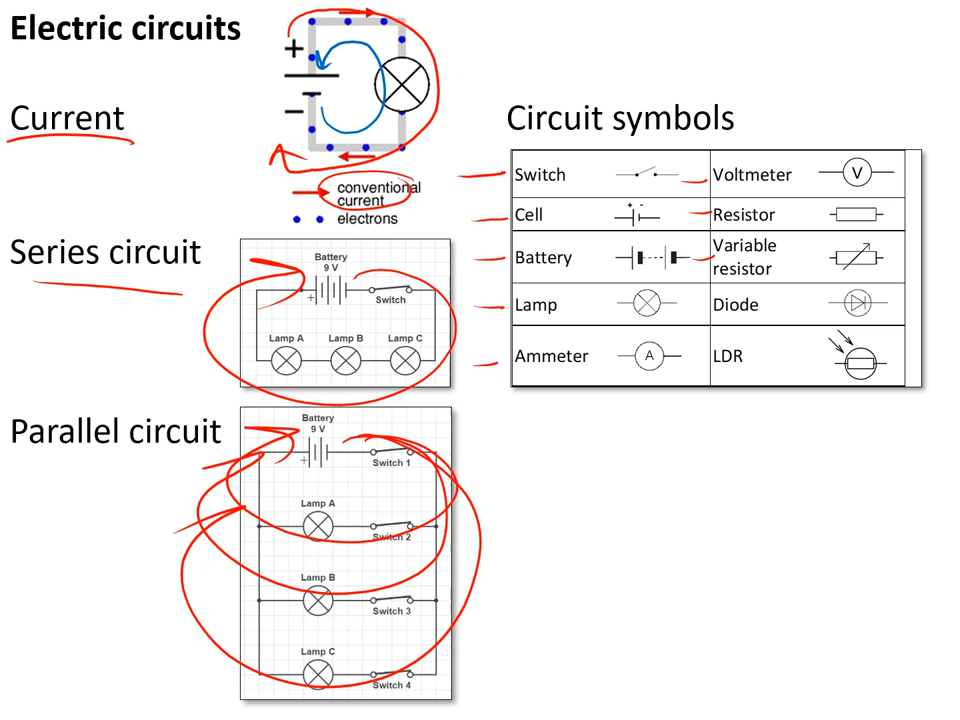 Electric circuits
+
−
Current
conventional
current
electrons
Series circuit
Battery
9 V
+
Switch
Lamp A Lamp B Lamp C
Parallel circuit
Battery
9 V
+
Switch 1
Lamp A
Switch 2
Lamp B
Switch 3
Lamp C
Switch 4
Circuit symbols
Switch Voltmeter V
Cell + - Resistor
Battery Variable
resistor
Lamp Diode
Ammeter A LDR